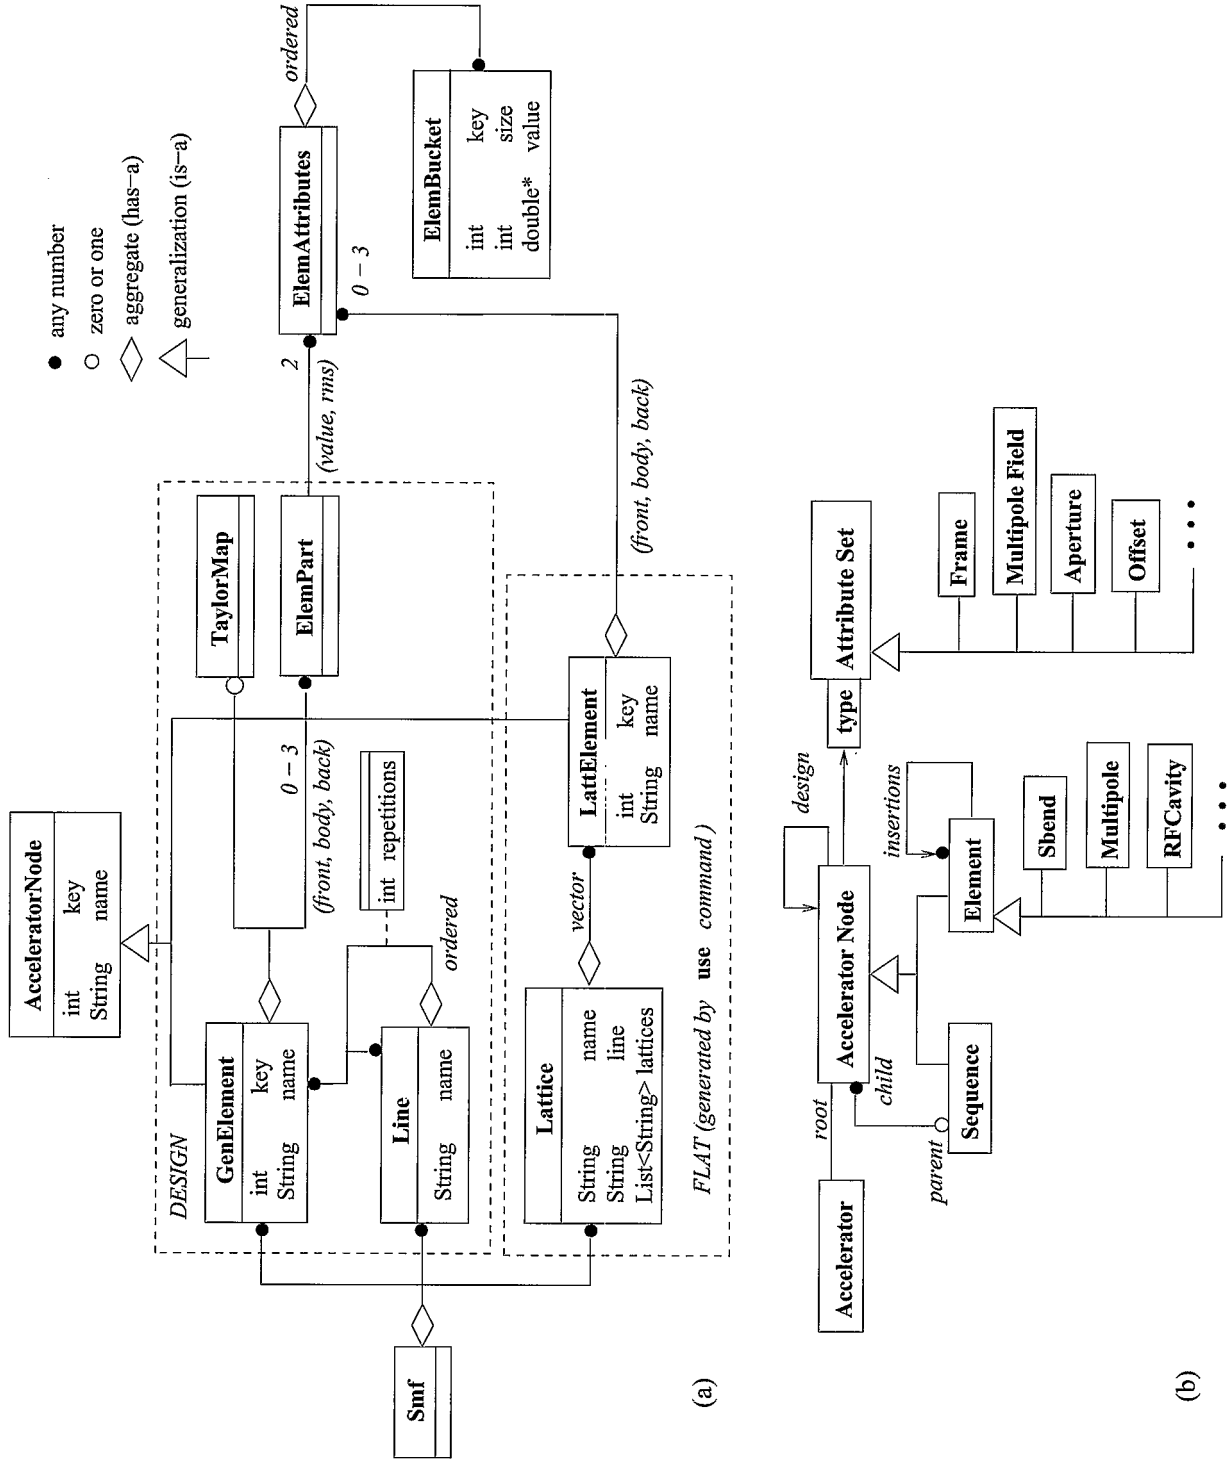 AcceleratorNode
int key
String name
● any number
○ zero or one
aggregate (has-a)
generalization (is-a)
DESIGN
GenElement
int key
String name
TaylorMap
ElemPart
0 – 3
(front, body, back)
int repetitions
ordered
Line
String name
Smf
2
(value, rms)
ElemAttributes
ordered
0 – 3
ElemBucket
int key
int size
double* value
(front, body, back)
Lattice
String name
String line
List<String> lattices
vector
LattElement
int key
String name
FLAT (generated by use command)
(a)
Accelerator
root
Accelerator Node
design
type
Attribute Set
child
parent
Sequence
insertions
Element
Sbend
Multipole
RFCavity
• • •
Frame
Multipole Field
Aperture
Offset
• • •
(b)